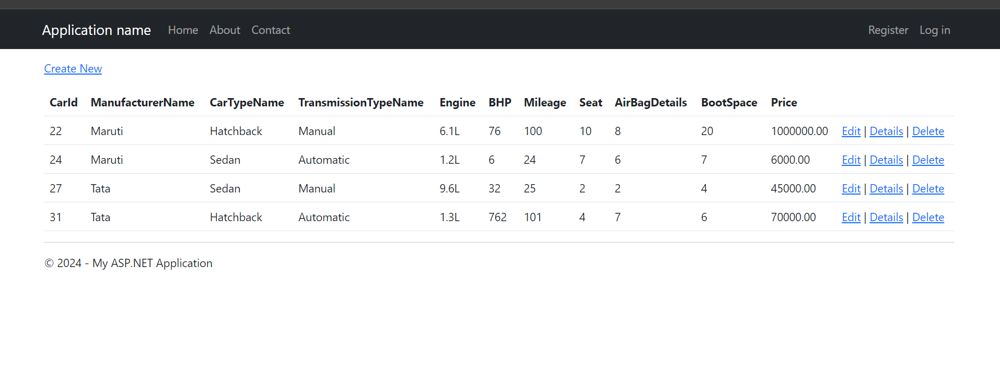 Application name Home About Contact Register Log in
Create New
CarId ManufacturerName CarTypeName TransmissionTypeName Engine BHP Mileage Seat AirBagDetails BootSpace Price
22 Maruti Hatchback Manual 6.1L 76 100 10 8 20 1000000.00 Edit | Details | Delete
24 Maruti Sedan Automatic 1.2L 6 24 7 6 7 6000.00 Edit | Details | Delete
27 Tata Sedan Manual 9.6L 32 25 2 2 4 45000.00 Edit | Details | Delete
31 Tata Hatchback Automatic 1.3L 762 101 4 7 6 70000.00 Edit | Details | Delete
© 2024 - My ASP.NET Application